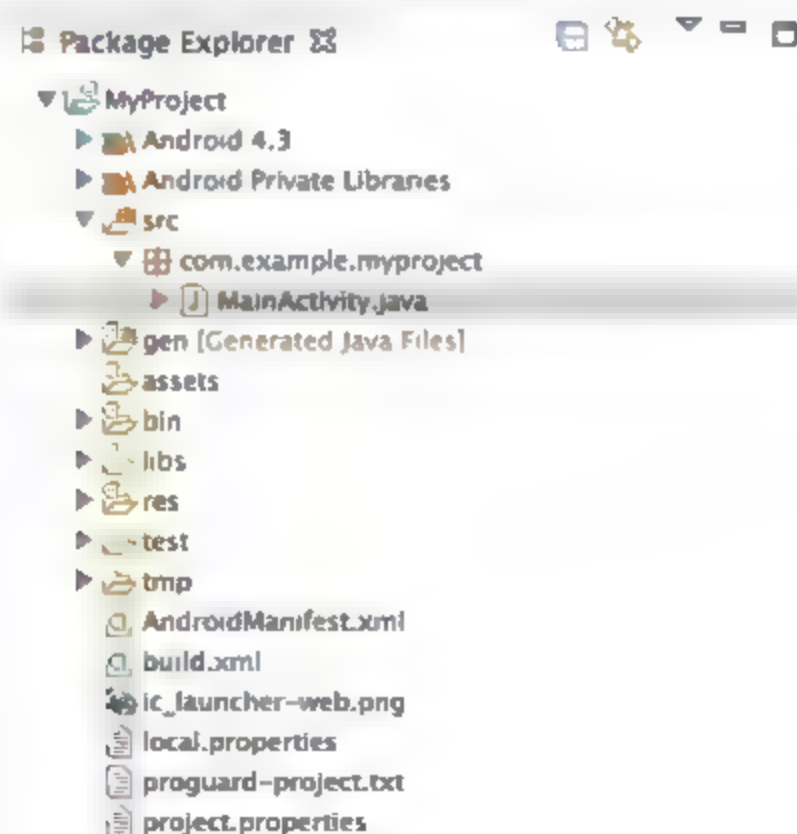 Package Explorer
MyProject
Android 4.3
Android Private Libraries
src
com.example.myproject
MainActivity.java
gen [Generated Java Files]
assets
bin
libs
res
test
tmp
AndroidManifest.xml
build.xml
ic_launcher-web.png
local.properties
proguard-project.txt
project.properties